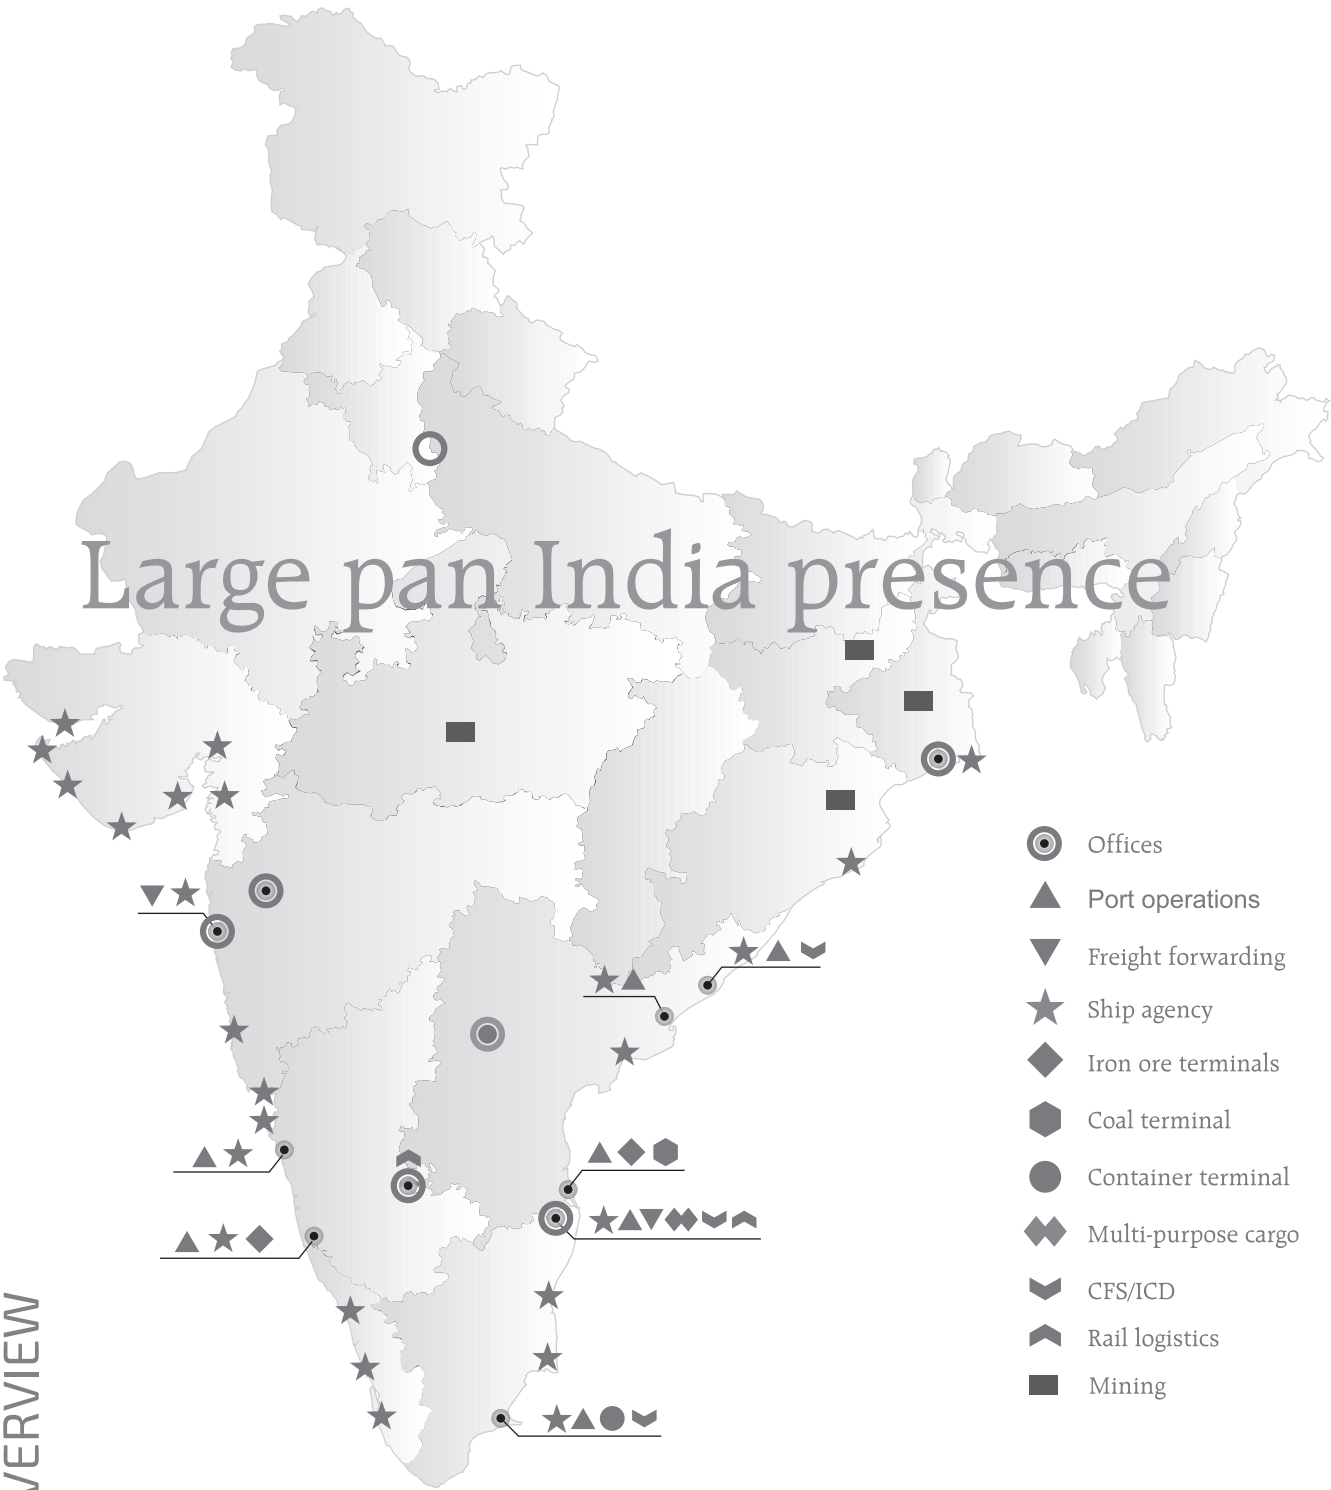 Large pan India presence
Offices
Port operations
Freight forwarding
Ship agency
Iron ore terminals
Coal terminal
Container terminal
Multi-purpose cargo
CFS/ICD
Rail logistics
Mining
VERVIEW